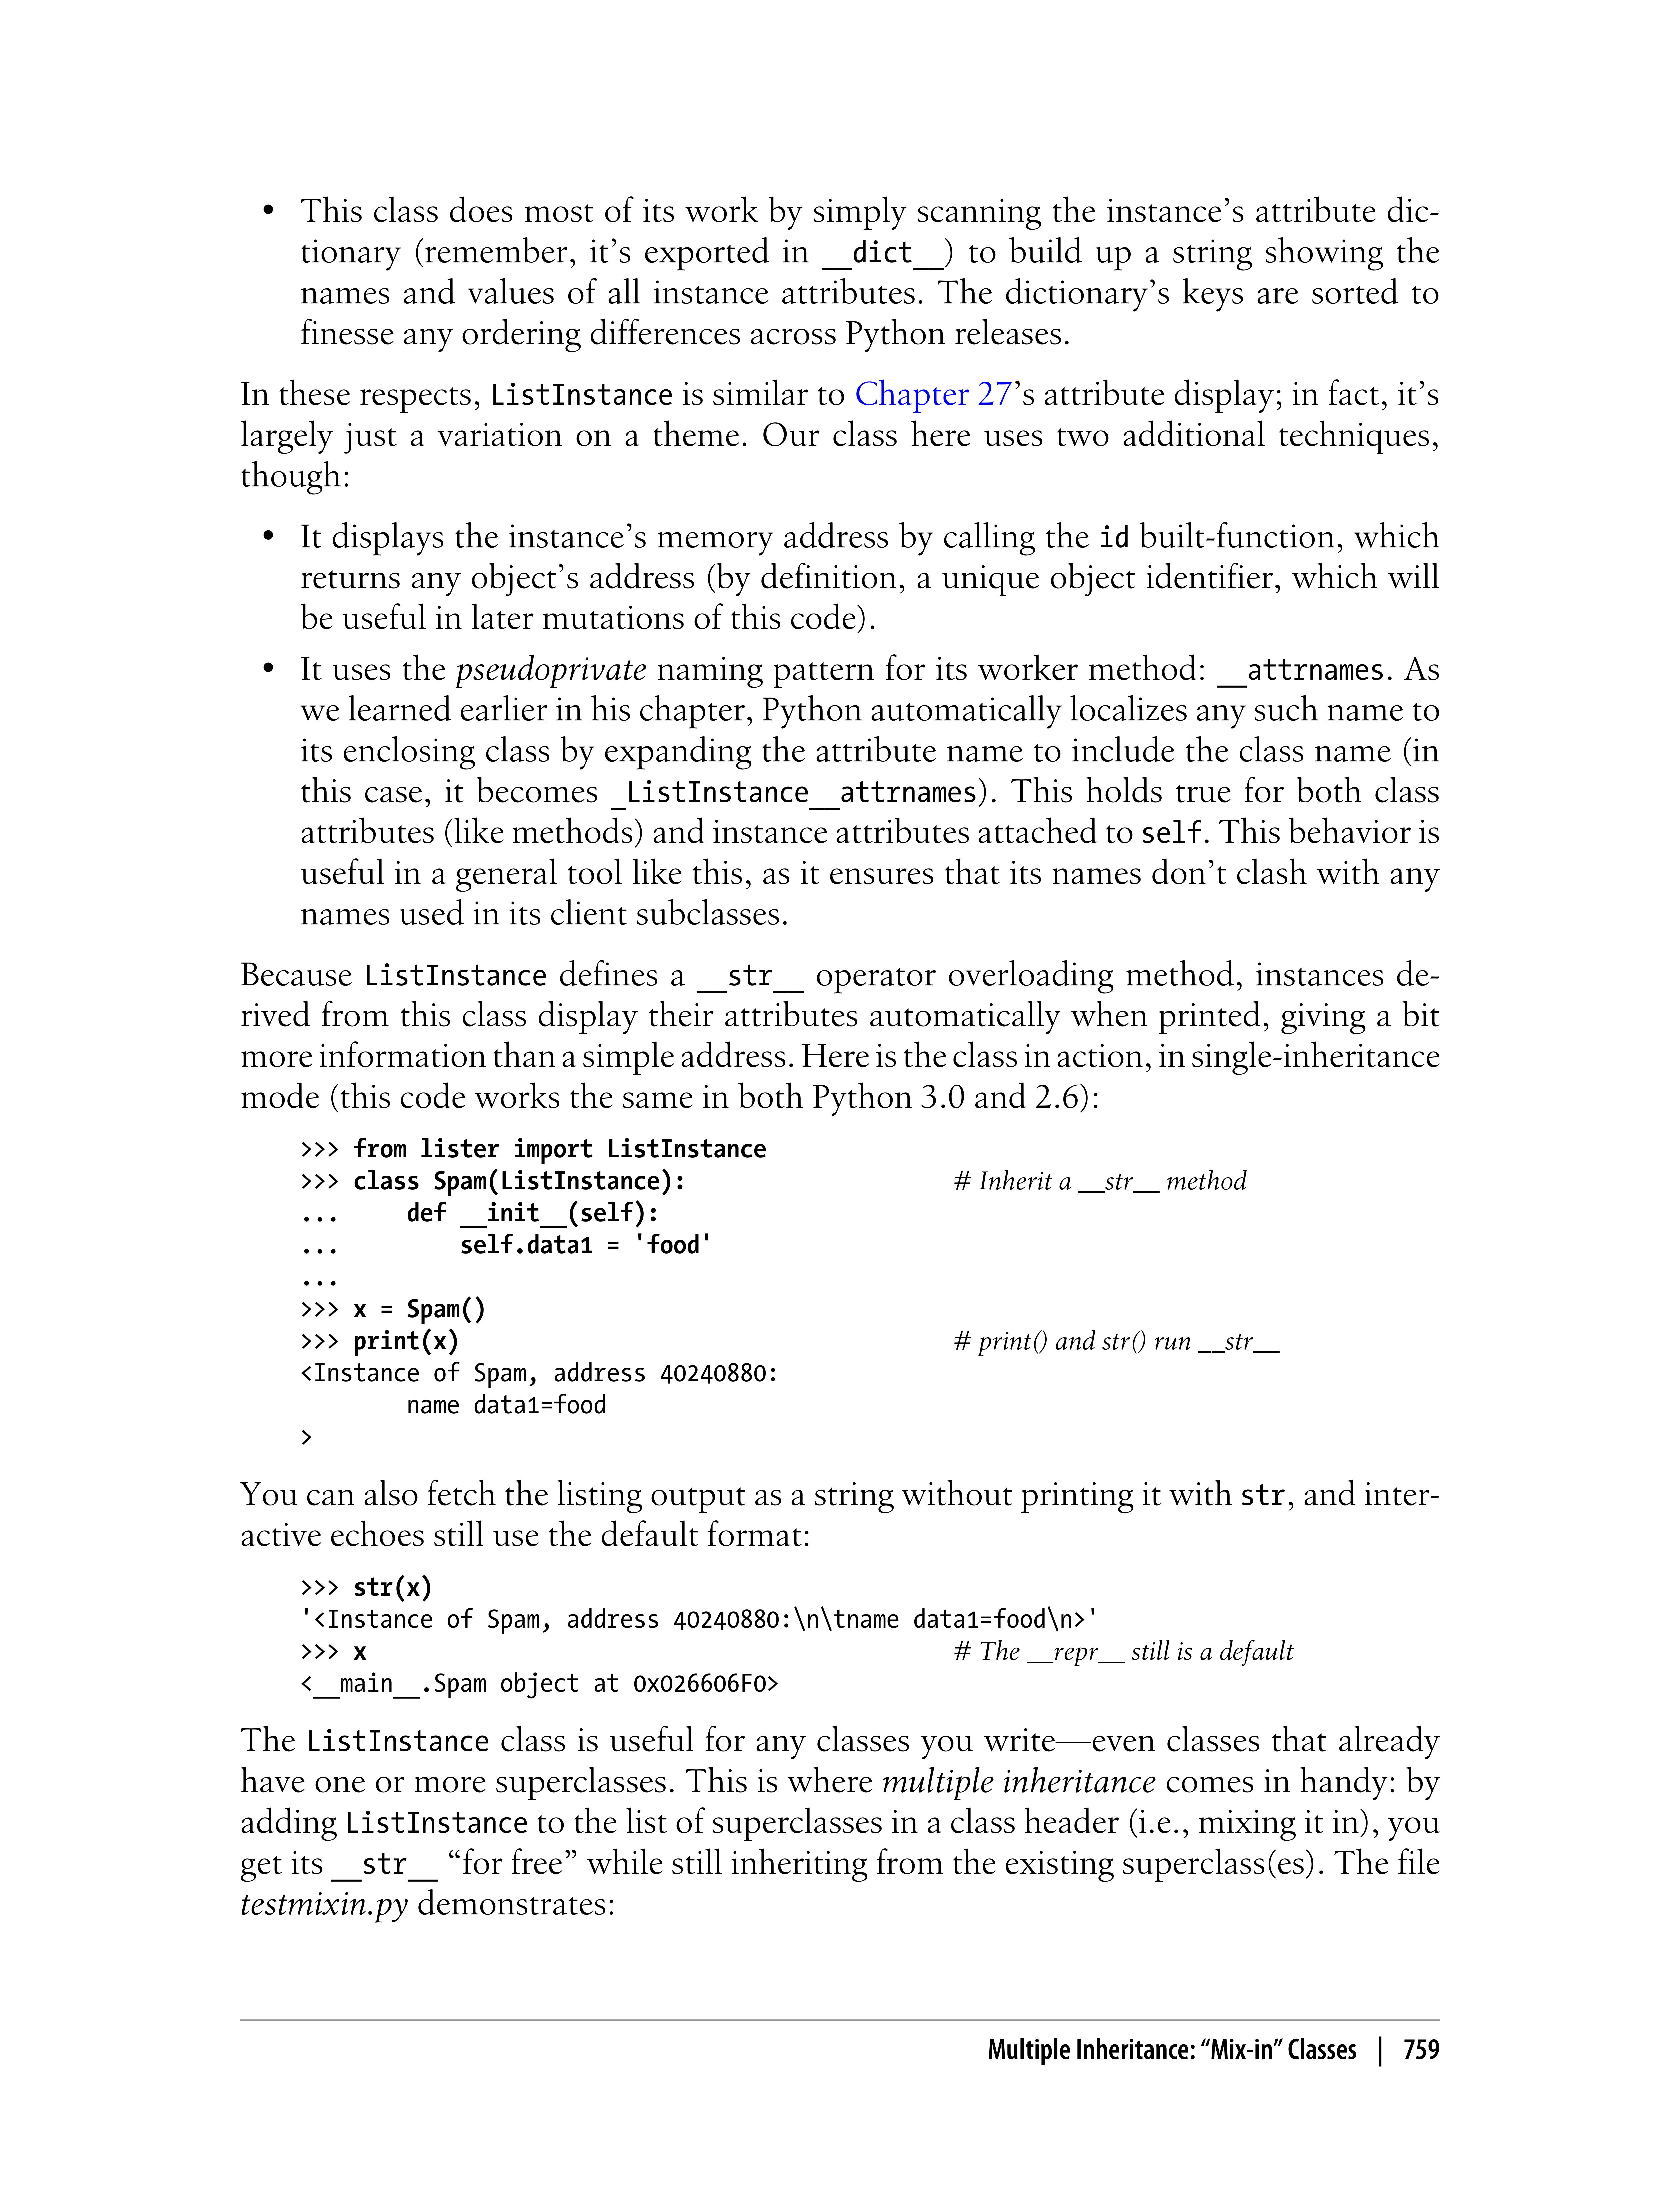 • This class does most of its work by simply scanning the instance’s attribute dic-
tionary (remember, it’s exported in __dict__) to build up a string showing the
names and values of all instance attributes. The dictionary’s keys are sorted to
finesse any ordering differences across Python releases.
In these respects, ListInstance is similar to Chapter 27’s attribute display; in fact, it’s
largely just a variation on a theme. Our class here uses two additional techniques,
though:
• It displays the instance’s memory address by calling the id built-function, which
returns any object’s address (by definition, a unique object identifier, which will
be useful in later mutations of this code).
• It uses the pseudoprivate naming pattern for its worker method: __attrnames. As
we learned earlier in his chapter, Python automatically localizes any such name to
its enclosing class by expanding the attribute name to include the class name (in
this case, it becomes _ListInstance__attrnames). This holds true for both class
attributes (like methods) and instance attributes attached to self. This behavior is
useful in a general tool like this, as it ensures that its names don’t clash with any
names used in its client subclasses.
Because ListInstance defines a __str__ operator overloading method, instances de-
rived from this class display their attributes automatically when printed, giving a bit
more information than a simple address. Here is the class in action, in single-inheritance
mode (this code works the same in both Python 3.0 and 2.6):
>>> from lister import ListInstance
>>> class Spam(ListInstance):                    # Inherit a __str__ method
...     def __init__(self):
...         self.data1 = 'food'
...
>>> x = Spam()
>>> print(x)                                     # print() and str() run __str__
<Instance of Spam, address 40240880:
        name data1=food
>
You can also fetch the listing output as a string without printing it with str, and inter-
active echoes still use the default format:
>>> str(x)
'<Instance of Spam, address 40240880:\n\tname data1=food\n>'
>>> x                                            # The __repr__ still is a default
<__main__.Spam object at 0x026606F0>
The ListInstance class is useful for any classes you write—even classes that already
have one or more superclasses. This is where multiple inheritance comes in handy: by
adding ListInstance to the list of superclasses in a class header (i.e., mixing it in), you
get its __str__ “for free” while still inheriting from the existing superclass(es). The file
testmixin.py demonstrates:
Multiple Inheritance: “Mix-in” Classes | 759